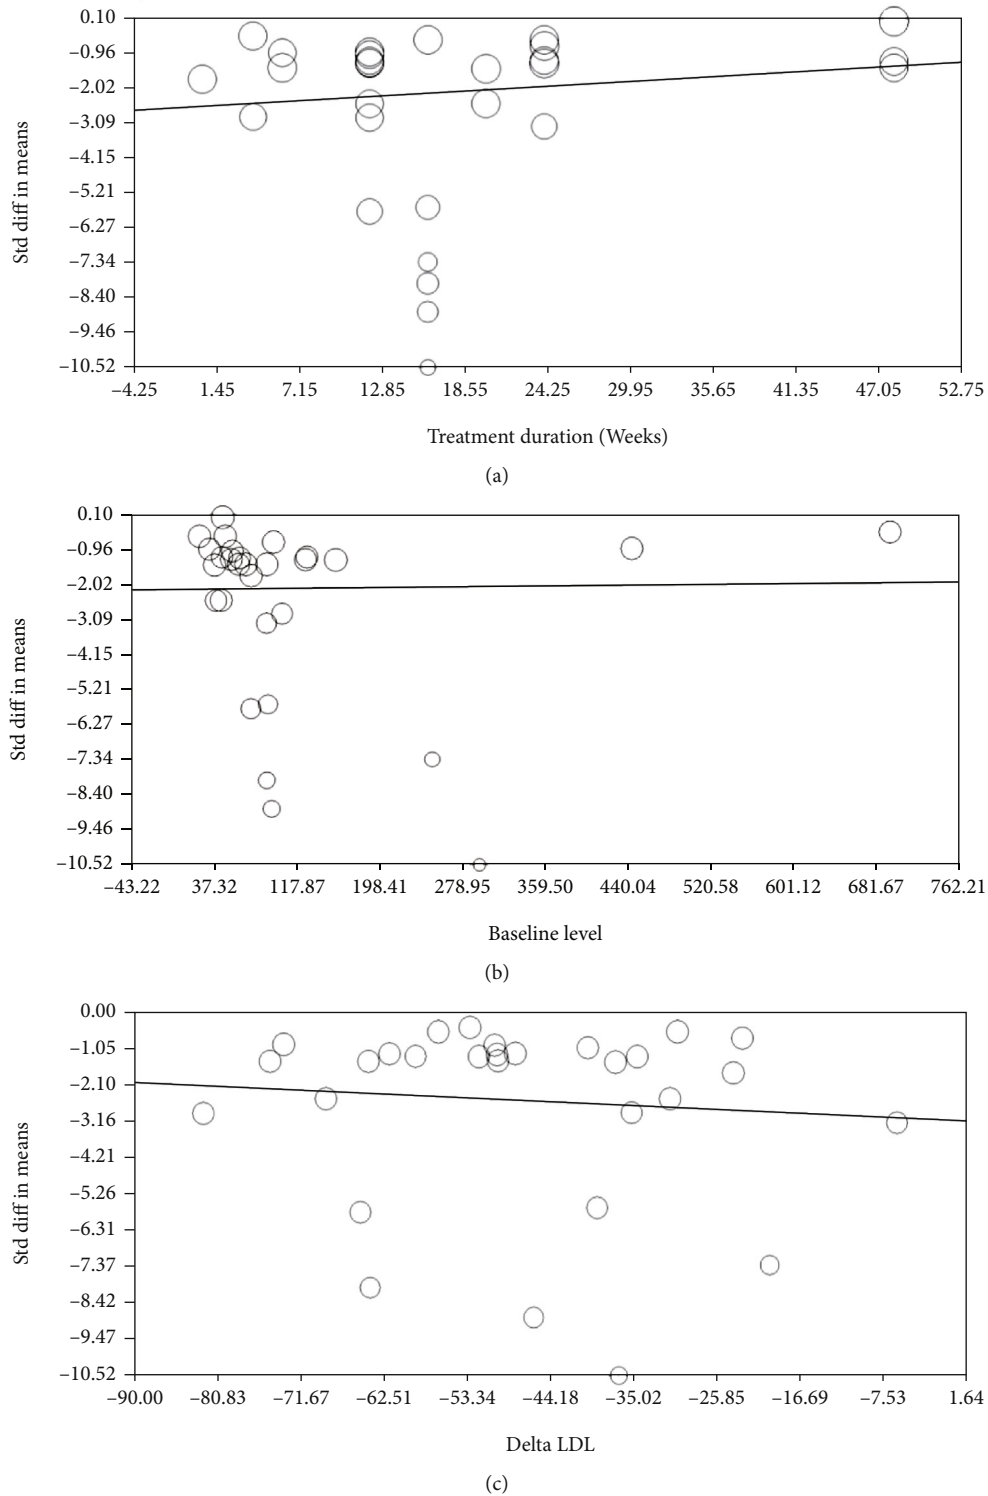 0.10
−0.96
−2.02
−3.09
−4.15
−5.21
−6.27
−7.34
−8.40
−9.46
−10.52
Std diff in means
−4.25 1.45 7.15 12.85 18.55 24.25 29.95 35.65 41.35 47.05 52.75
Treatment duration (Weeks)
(a)
0.10
−0.96
−2.02
−3.09
−4.15
−5.21
−6.27
−7.34
−8.40
−9.46
−10.52
Std diff in means
−43.22 37.32 117.87 198.41 278.95 359.50 440.04 520.58 601.12 681.67 762.21
Baseline level
(b)
0.00
−1.05
−2.10
−3.16
−4.21
−5.26
−6.31
−7.37
−8.42
−9.47
−10.52
Std diff in means
−90.00 −80.83 −71.67 −62.51 −53.34 −44.18 −35.02 −25.85 −16.69 −7.53 1.64
Delta LDL
(c)